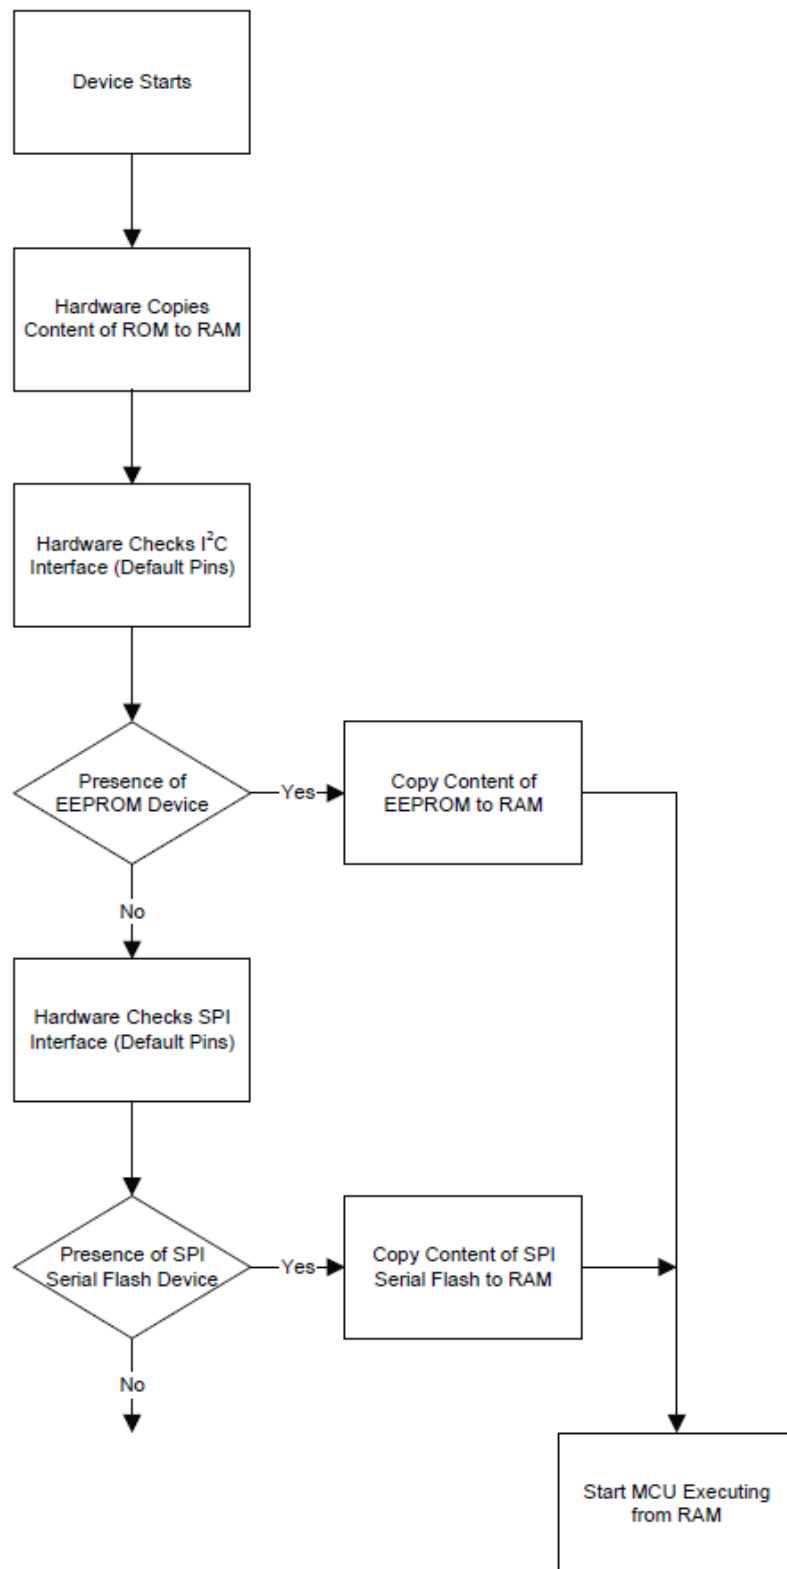 Device Starts
Hardware Copies
Content of ROM to RAM
Hardware Checks I²C
Interface (Default Pins)
Presence of
EEPROM Device
Yes
Copy Content of
EEPROM to RAM
No
Hardware Checks SPI
Interface (Default Pins)
Presence of SPI
Serial Flash Device
Yes
Copy Content of SPI
Serial Flash to RAM
No
Start MCU Executing
from RAM